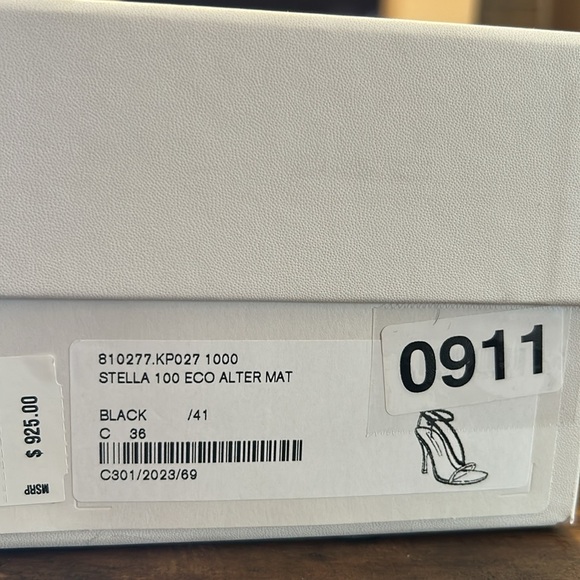 810277.KP027 1000
STELLA 100 ECO ALTER MAT
0911
BLACK /41
C 36
C301/2023/69
$ 925.00
MSRP